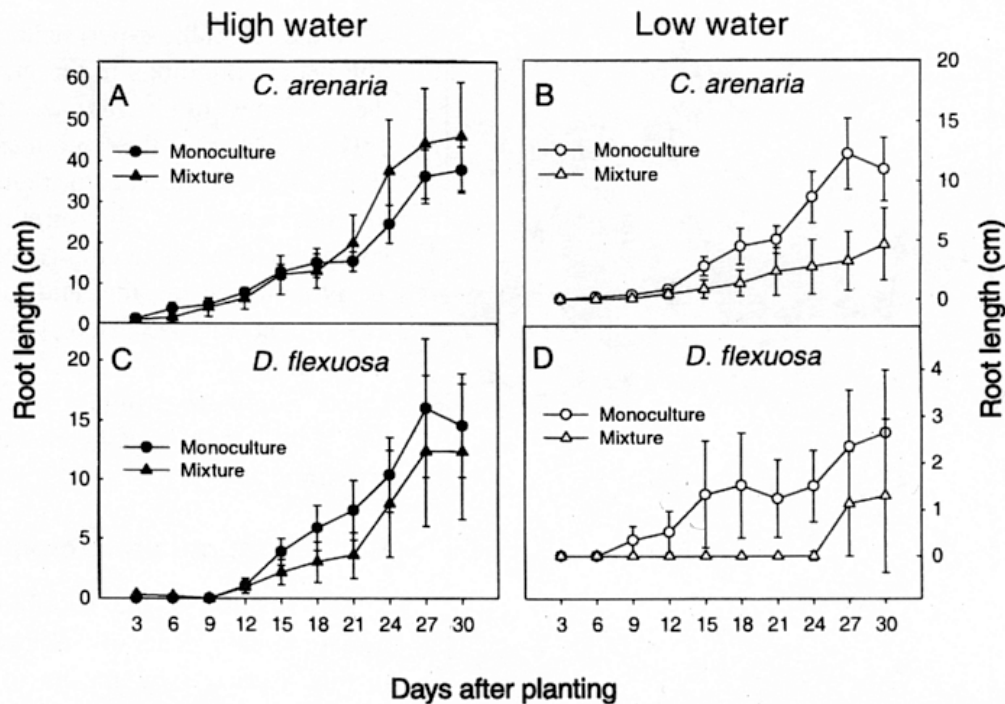 High water
Low water
A
C. arenaria
Monoculture
Mixture
60
50
40
30
20
10
0
B
C. arenaria
Monoculture
Mixture
20
15
10
5
0
Root length (cm)
Root length (cm)
C
D. flexuosa
Monoculture
Mixture
20
15
10
5
0
D
D. flexuosa
Monoculture
Mixture
4
3
2
1
0
3 6 9 12 15 18 21 24 27 30
3 6 9 12 15 18 21 24 27 30
Days after planting